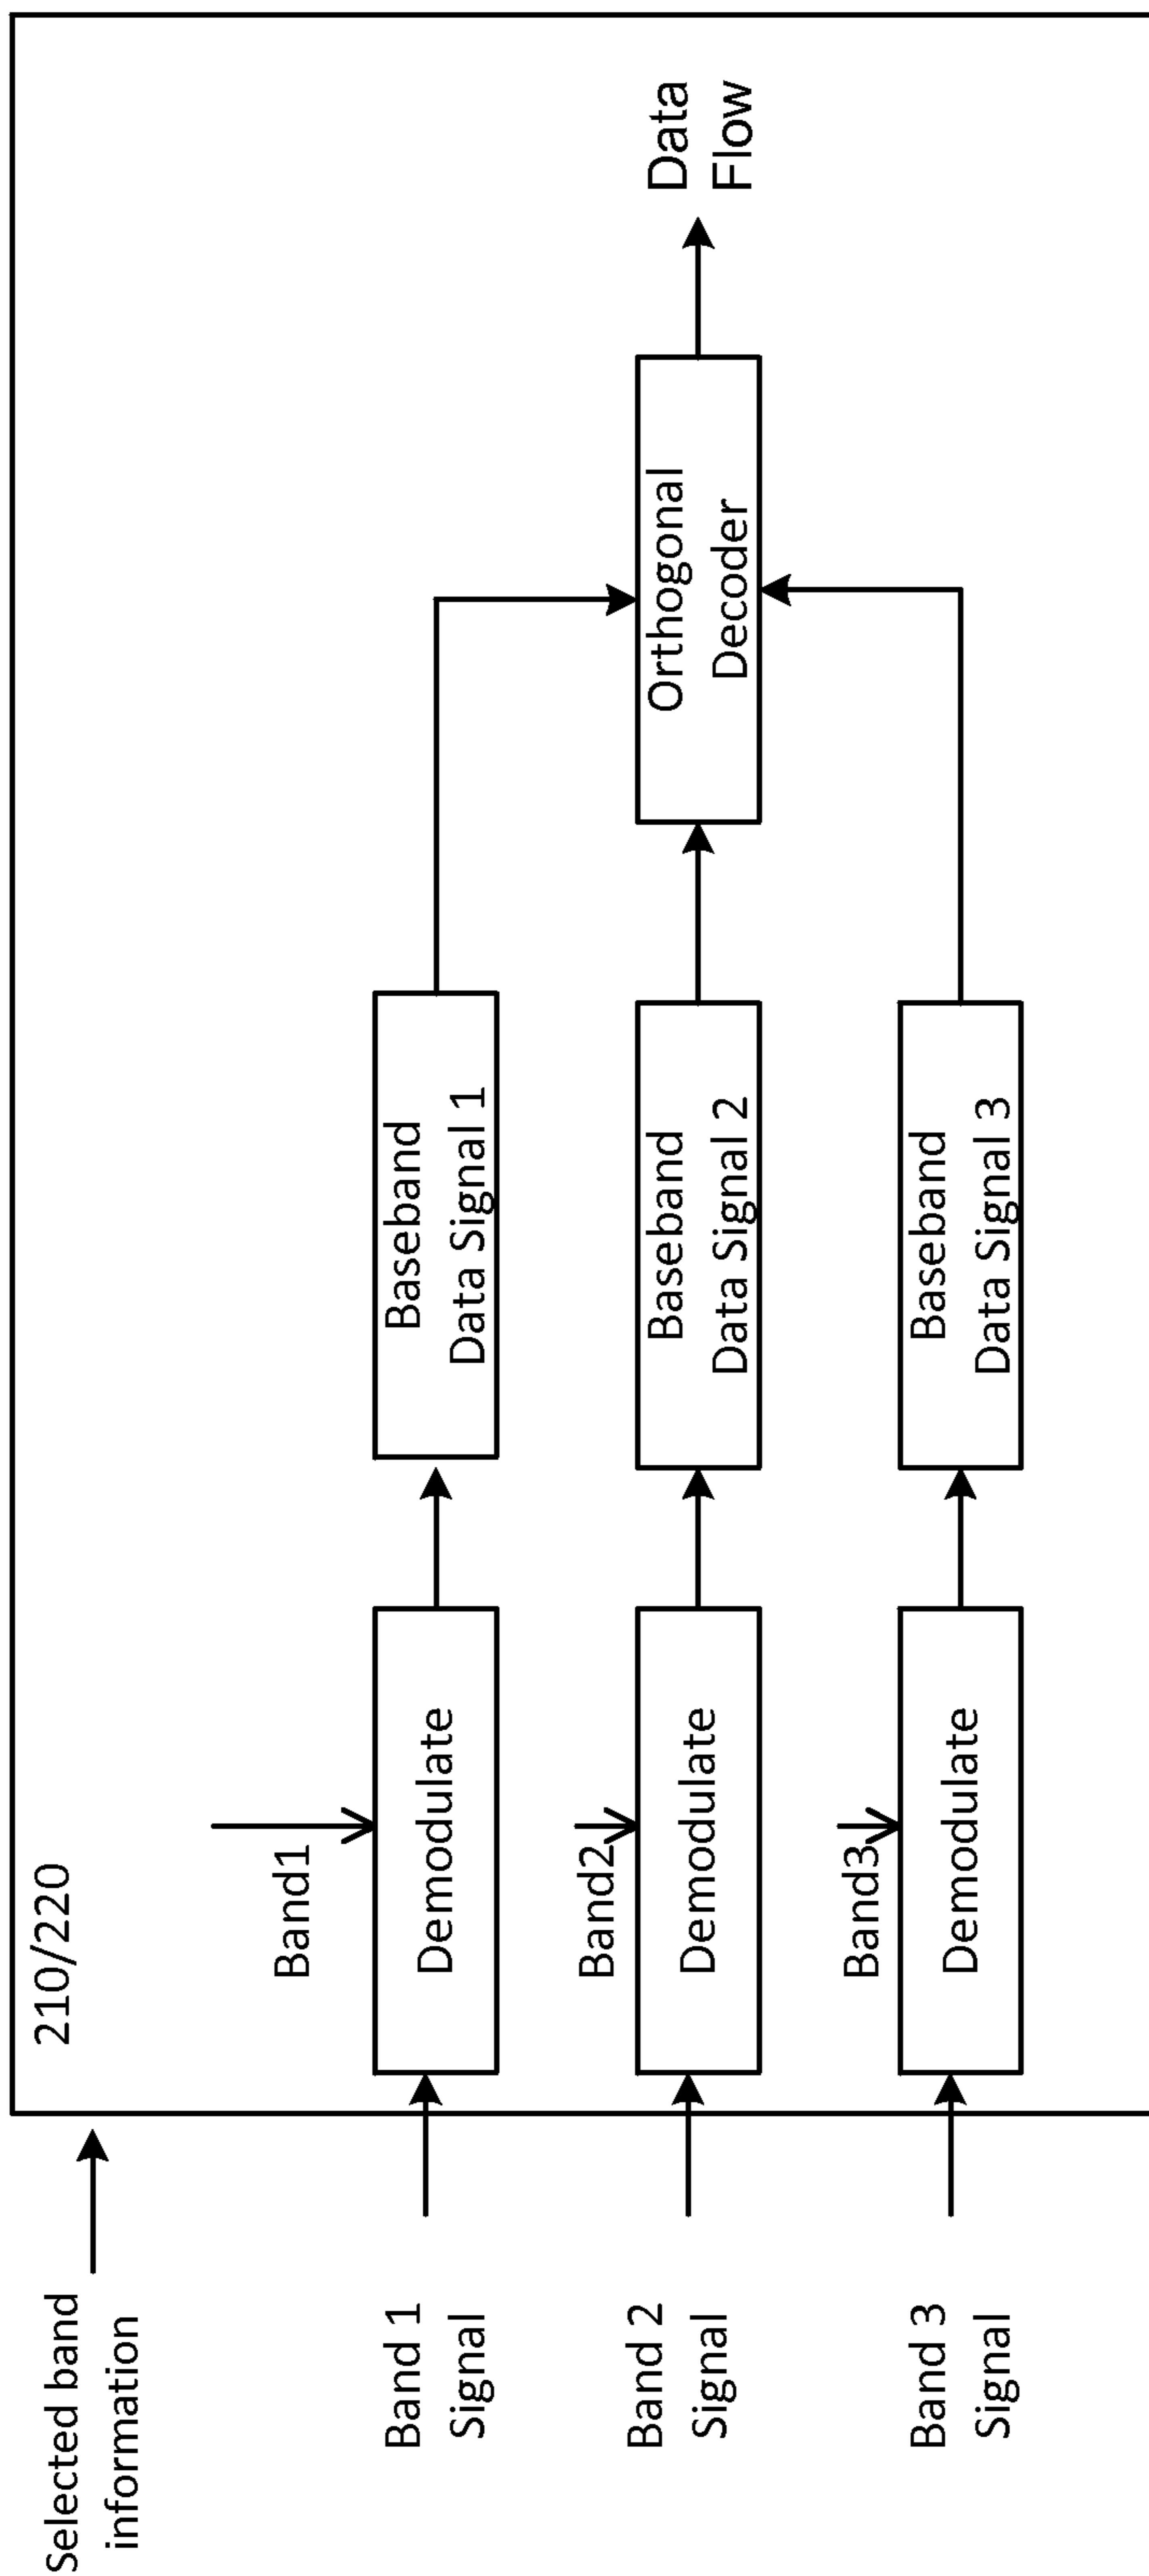 Selected band
information
210/220
Band1
Band 1
Signal
Demodulate
Baseband
Data Signal 1
Band2
Band 2
Signal
Demodulate
Baseband
Data Signal 2
Orthogonal
Decoder
Data
Flow
Band3
Band 3
Signal
Demodulate
Baseband
Data Signal 3